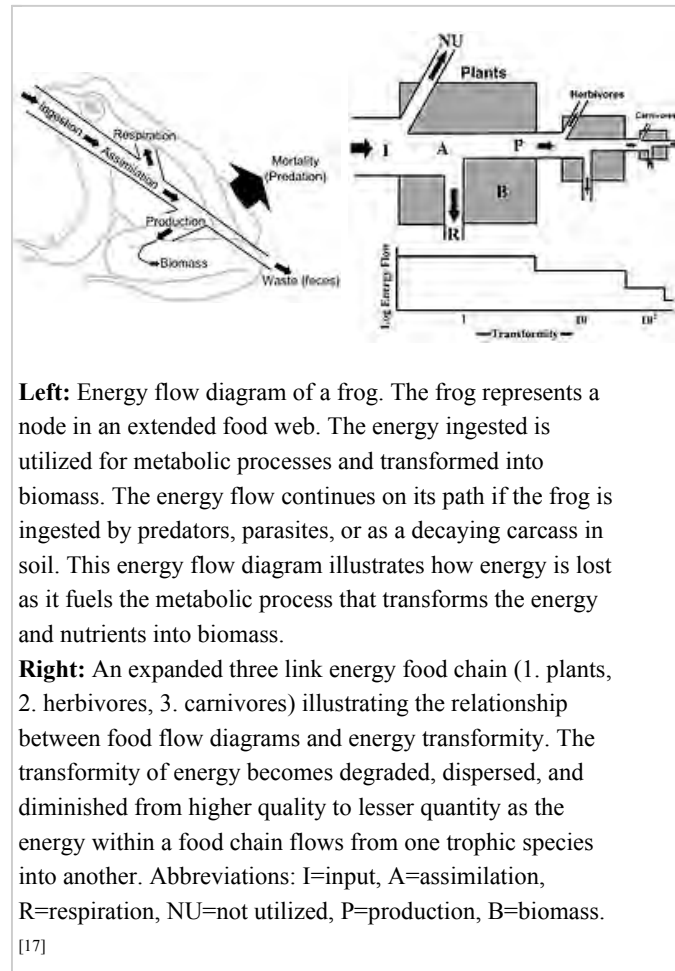 Ingestion
Assimilation
Respiration
Production
Biomass
Mortality
(Predation)
Waste (feces)
NU
Plants
Herbivores
Carnivores
I
A
P
B
R
Log Energy Flow
1
10
10²
Transformity
Left: Energy flow diagram of a frog. The frog represents a
node in an extended food web. The energy ingested is
utilized for metabolic processes and transformed into
biomass. The energy flow continues on its path if the frog is
ingested by predators, parasites, or as a decaying carcass in
soil. This energy flow diagram illustrates how energy is lost
as it fuels the metabolic process that transforms the energy
and nutrients into biomass.
Right: An expanded three link energy food chain (1. plants,
2. herbivores, 3. carnivores) illustrating the relationship
between food flow diagrams and energy transformity. The
transformity of energy becomes degraded, dispersed, and
diminished from higher quality to lesser quantity as the
energy within a food chain flows from one trophic species
into another. Abbreviations: I=input, A=assimilation,
R=respiration, NU=not utilized, P=production, B=biomass.
[17]